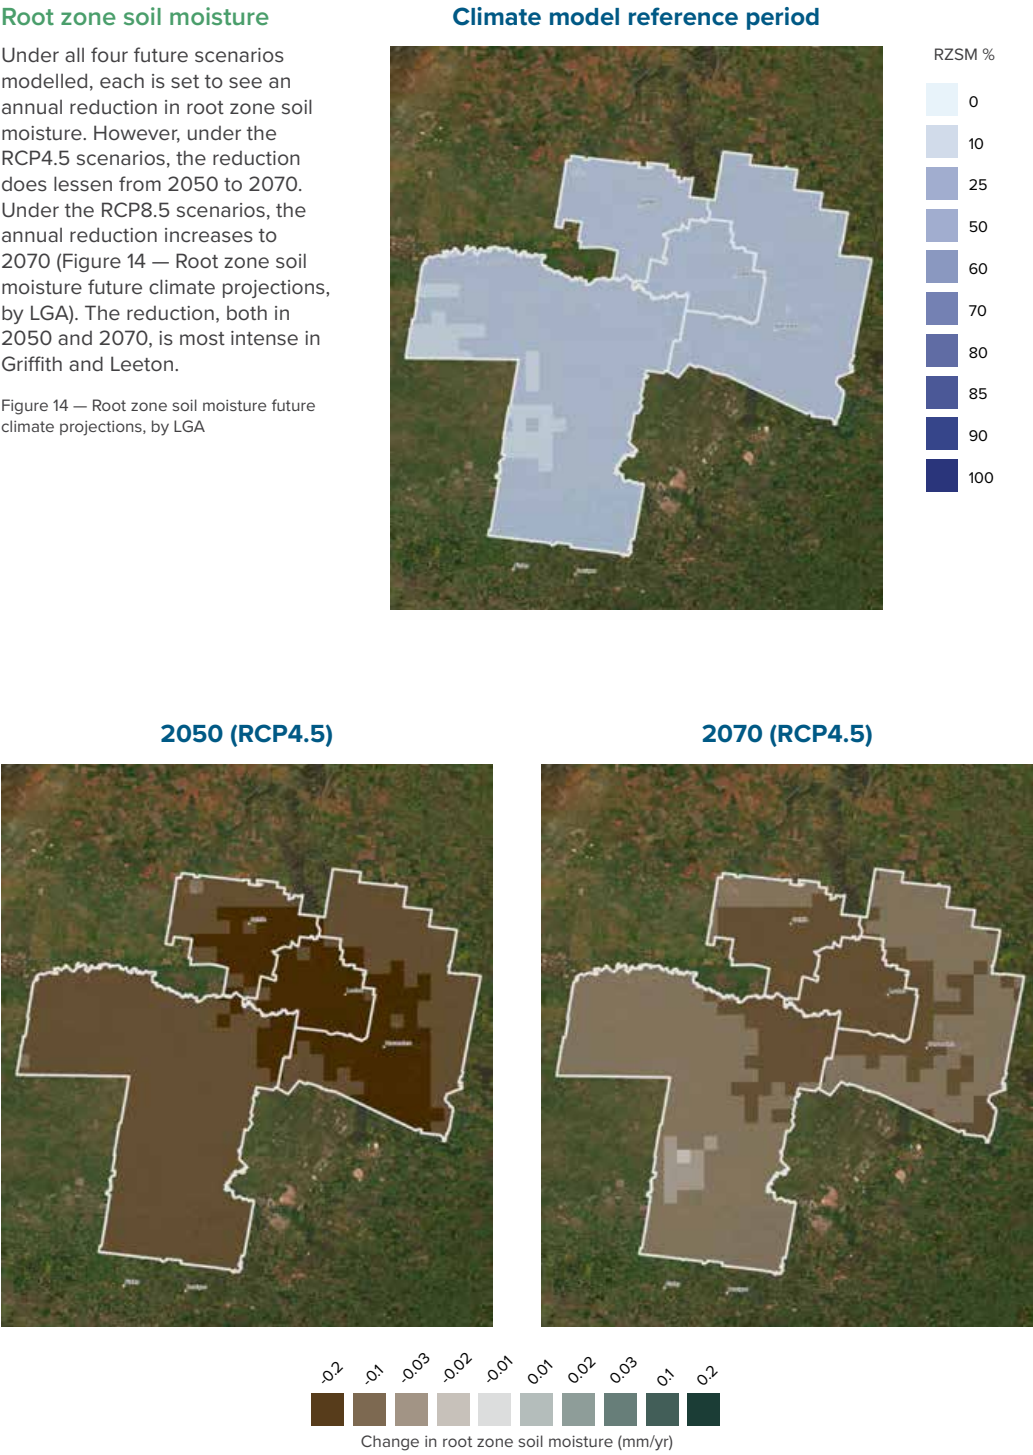 Root zone soil moisture
Under all four future scenarios
modelled, each is set to see an
annual reduction in root zone soil
moisture. However, under the
RCP4.5 scenarios, the reduction
does lessen from 2050 to 2070.
Under the RCP8.5 scenarios, the
annual reduction increases to
2070 (Figure 14 — Root zone soil
moisture future climate projections,
by LGA). The reduction, both in
2050 and 2070, is most intense in
Griffith and Leeton.
Figure 14 — Root zone soil moisture future
climate projections, by LGA
Climate model reference period
RZSM %
0
10
25
50
60
70
80
85
90
100
2050 (RCP4.5)
2070 (RCP4.5)
-0.2
-0.1
-0.03
-0.02
-0.01
0.01
0.02
0.03
0.1
0.2
Change in root zone soil moisture (mm/yr)